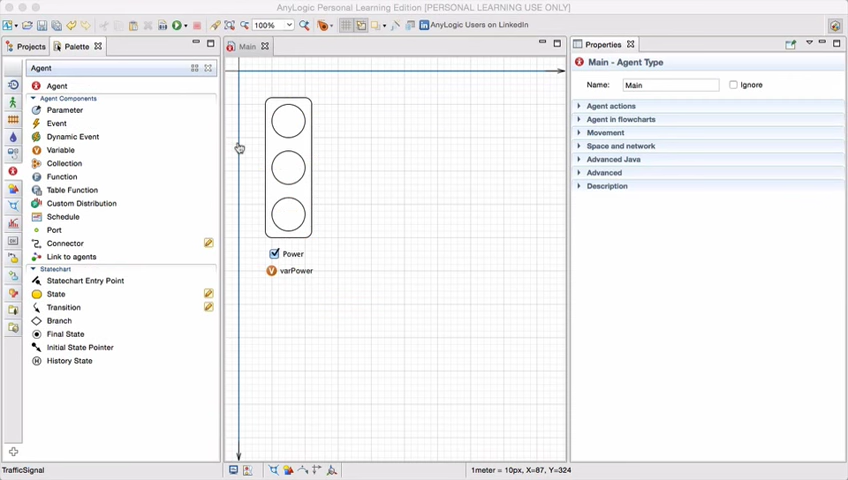 AnyLogic Personal Learning Edition [PERSONAL LEARNING USE ONLY]
100%
AnyLogic Users on LinkedIn
Projects
Palette
Main
Properties
Agent
Main - Agent Type
Agent
Name:
Main
Ignore
Agent Components
Parameter
Event
Dynamic Event
Variable
Collection
Function
Table Function
Custom Distribution
Schedule
Port
Connector
Link to agents
Statechart
Statechart Entry Point
State
Transition
Branch
Final State
Initial State Pointer
History State
Power
varPower
Agent actions
Agent in flowcharts
Movement
Space and network
Advanced Java
Advanced
Description
TrafficSignal
1meter = 10px, X=87, Y=324